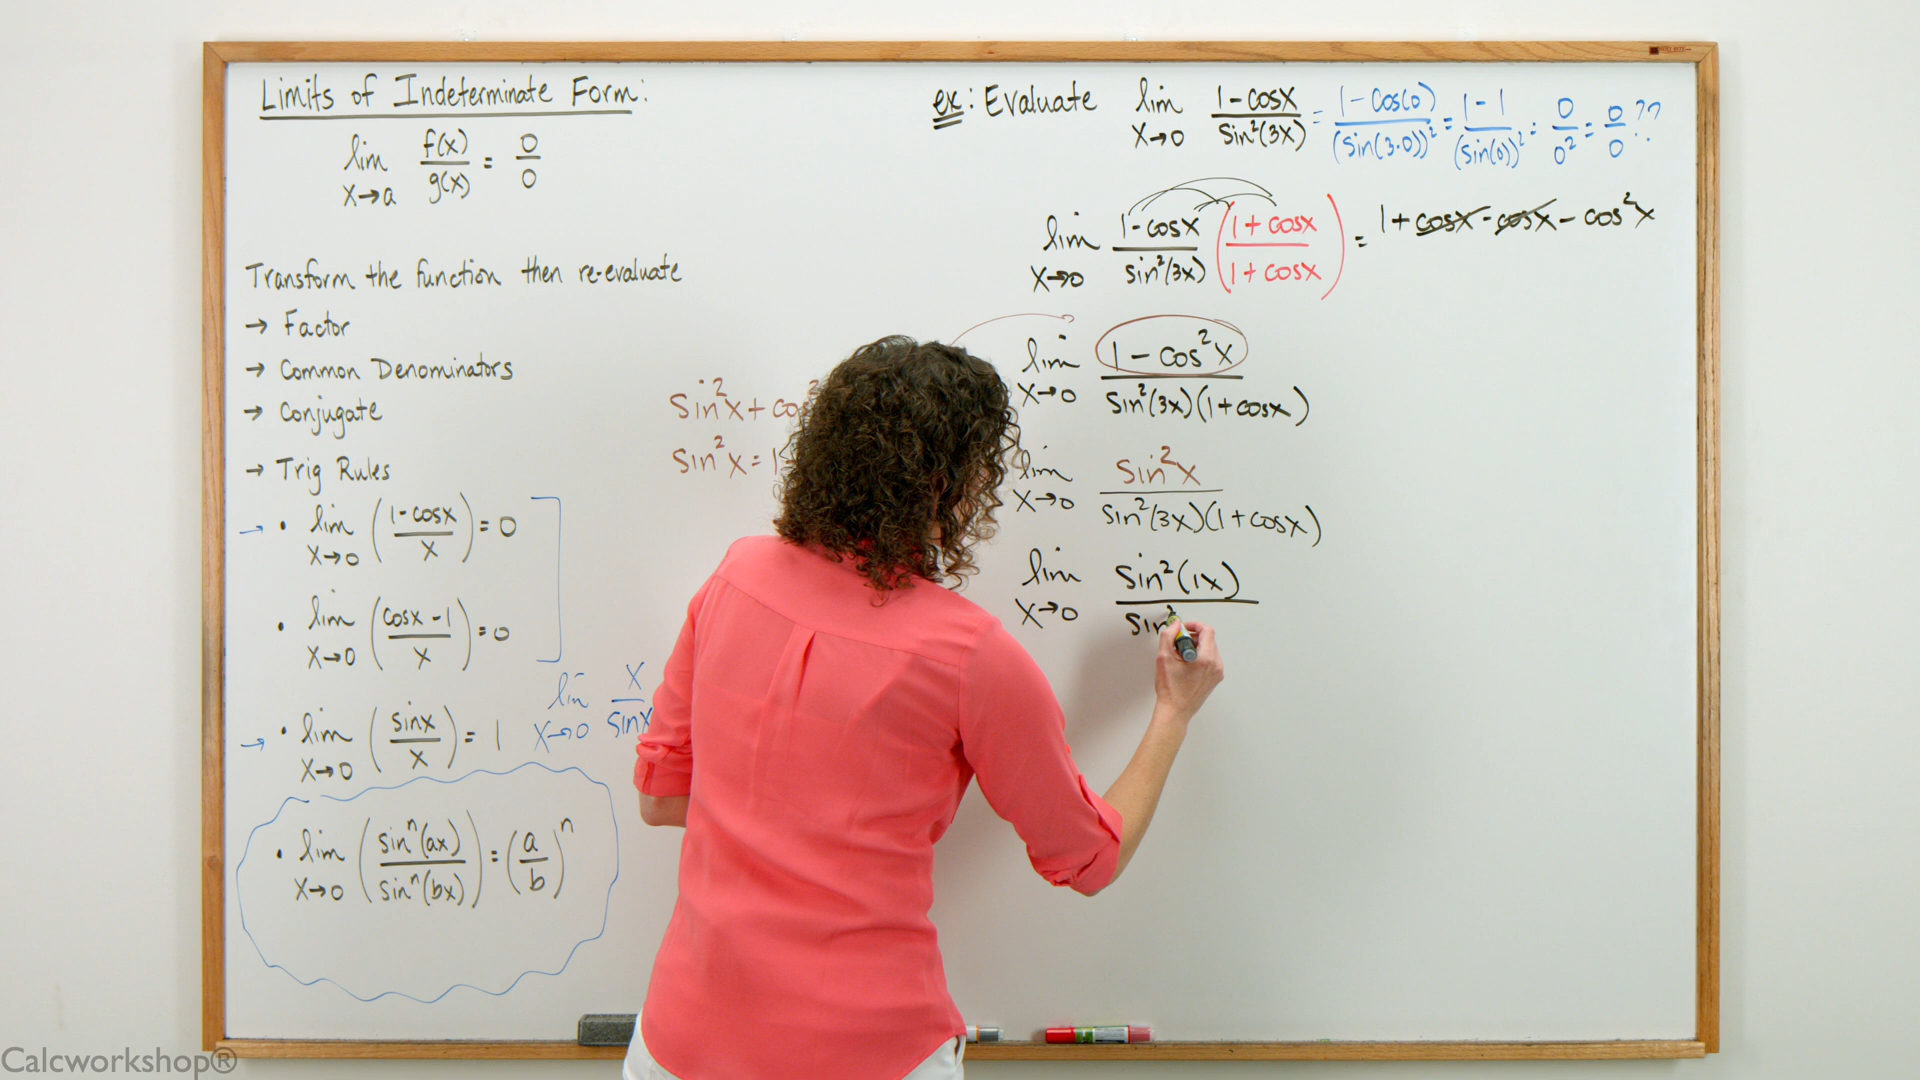 Limits of Indeterminate Form:
lim x→a f(x)/g(x) = 0/0
Transform the function then re-evaluate
→ Factor
→ Common Denominators
→ Conjugate
→ Trig Rules
→ • lim x→0 ((1-cosx)/x) = 0
• lim x→0 ((cosx-1)/x) = 0
→ • lim x→0 (sinx/x) = 1
lim x→0 x/sinx
• lim x→0 (sinⁿ(ax)/sinⁿ(bx)) = (a/b)ⁿ
sin²x + cos²
sin²x = 1-
ex: Evaluate lim x→0 (1-cosx)/sin²(3x) = (1-cos(0))/(sin(3·0))² = (1-1)/(sin(0))² = 0/0² = 0/0 ??
lim x→0 (1-cosx)/sin²(3x) ((1+cosx)/(1+cosx)) = 1+cosx-cosx-cos²x
lim x→0 (1-cos²x)/(sin²(3x)(1+cosx))
lim x→0 sin²x/(sin²(3x)(1+cosx))
lim x→0 sin²(1x)/sin²
Calcworkshop®